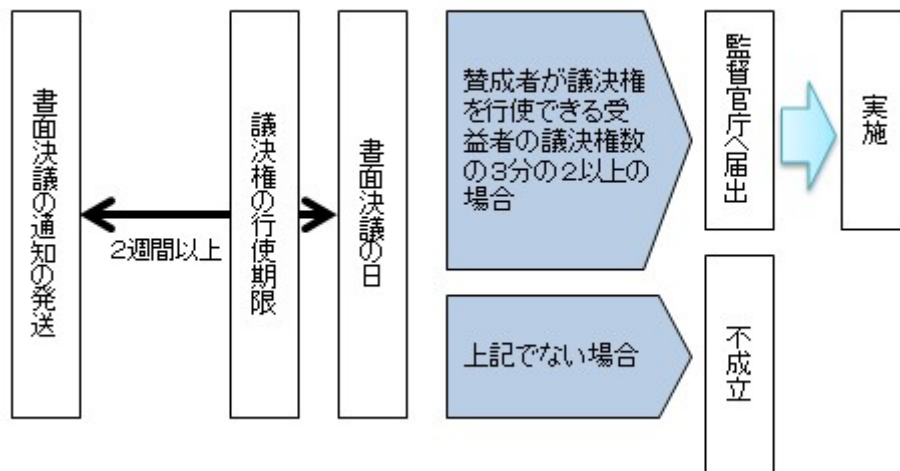 書面決議の通知の発送
2週間以上
議決権の行使期限
書面決議の日
賛成者が議決権
を行使できる受
益者の議決権数
の3分の2以上の
場合
監督官庁へ届出
実施
上記でない場合
不成立